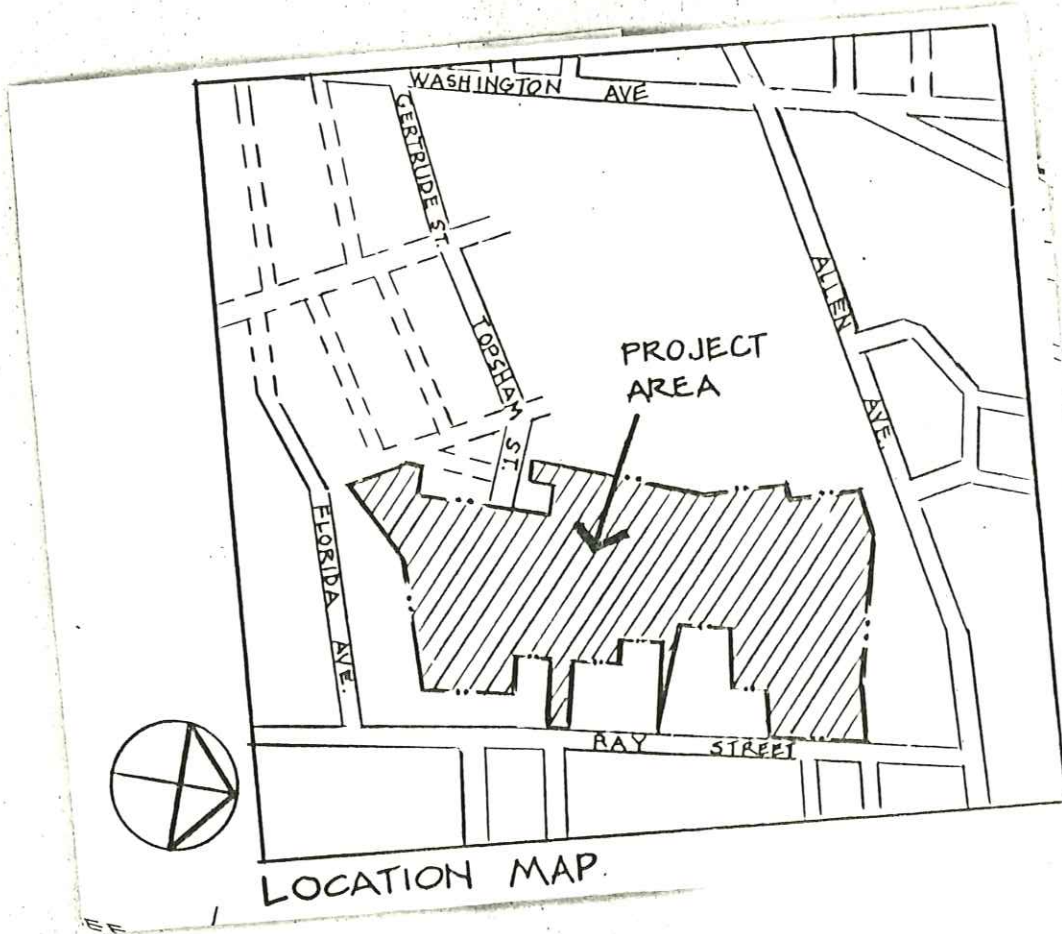 WASHINGTON AVE
GERTRUDE ST.
ALLEN AVE.
TOPSHAM ST.
PROJECT
AREA
FLORIDA AVE.
RAY STREET
LOCATION MAP.